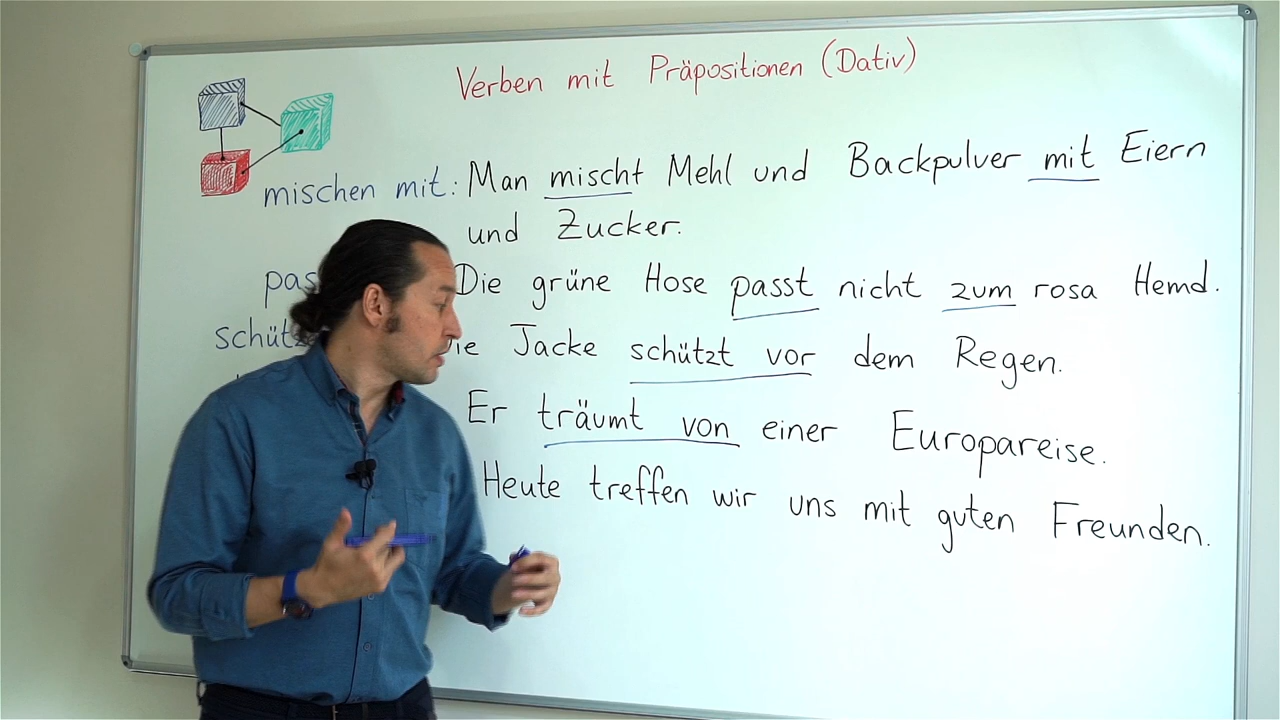 Verben mit Präpositionen (Dativ)
mischen mit: Man mischt Mehl und Backpulver mit Eiern
und Zucker.
Die grüne Hose passt nicht zum rosa Hemd.
Jacke schützt vor dem Regen.
Er träumt von einer Europareise.
Heute treffen wir uns mit guten Freunden.